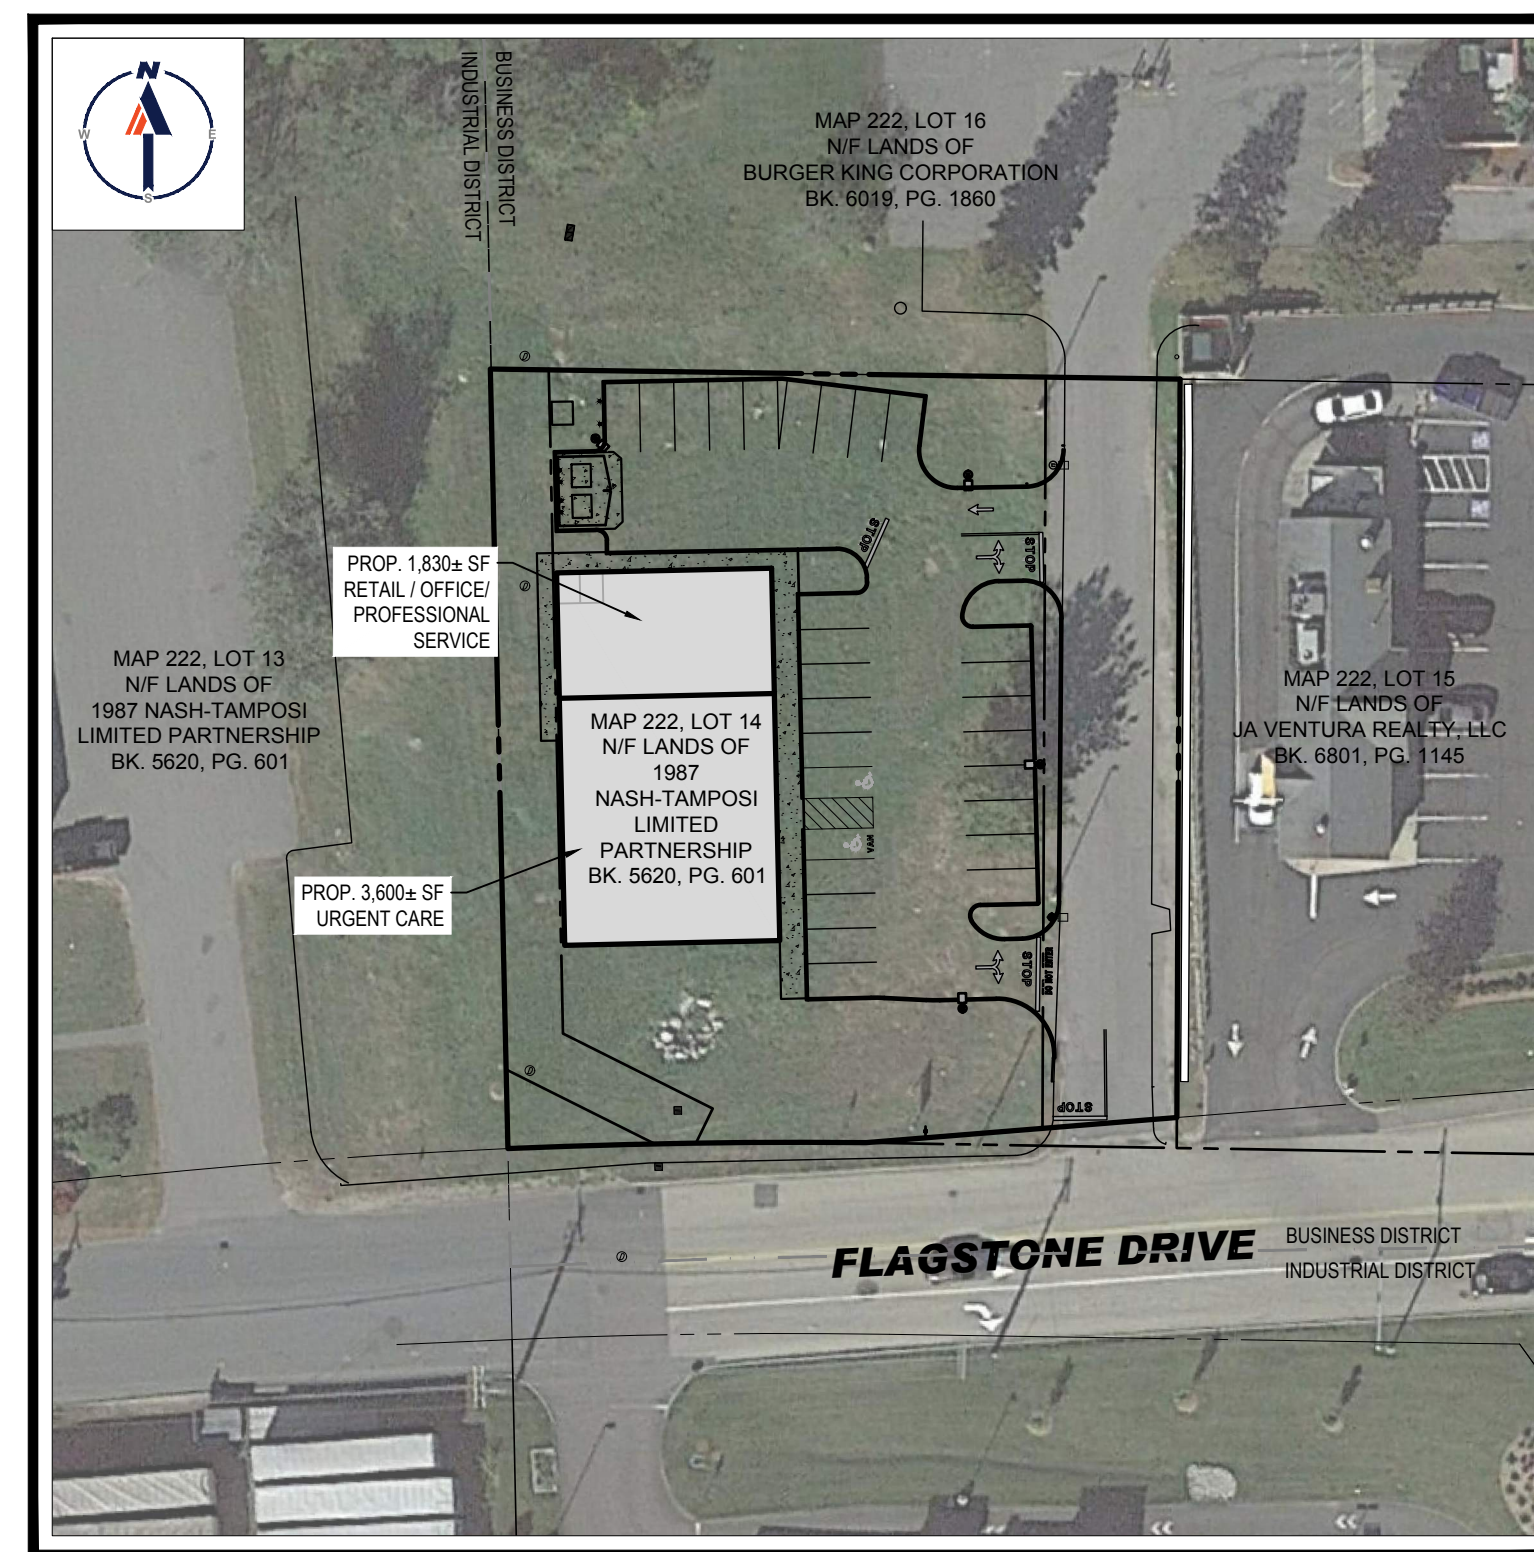 N
W
E
S
BUSINESS DISTRICT
INDUSTRIAL DISTRICT
MAP 222, LOT 16
N/F LANDS OF
BURGER KING CORPORATION
BK. 6019, PG. 1860
STOP
STOP
PROP. 1,830± SF
RETAIL / OFFICE/
PROFESSIONAL
SERVICE
MAP 222, LOT 13
N/F LANDS OF
1987 NASH-TAMPOSI
LIMITED PARTNERSHIP
BK. 5620, PG. 601
MAP 222, LOT 14
N/F LANDS OF
1987
NASH-TAMPOSI
LIMITED
PARTNERSHIP
BK. 5620, PG. 601
MAP 222, LOT 15
N/F LANDS OF
JA VENTURA REALTY, LLC
BK. 6801, PG. 1145
VAN
PROP. 3,600± SF
URGENT CARE
STOP
STOP
FLAGSTONE DRIVE
BUSINESS DISTRICT
INDUSTRIAL DISTRICT